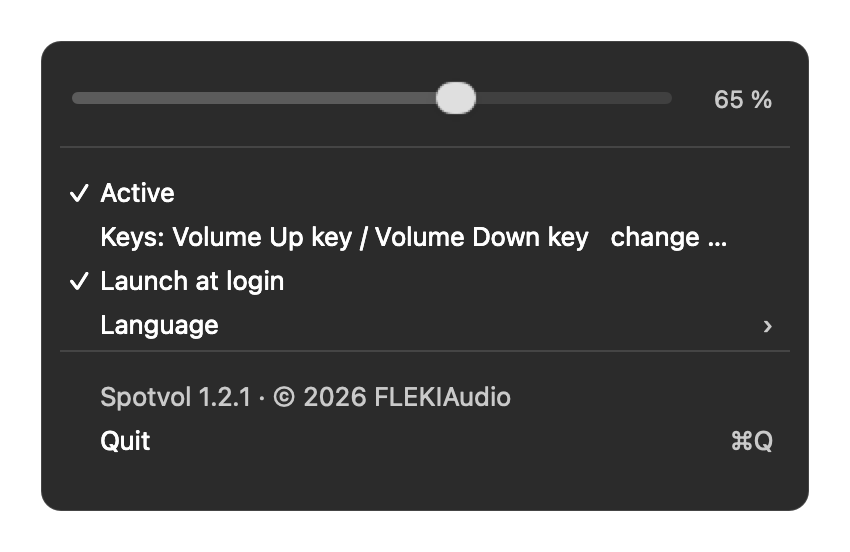 65 %
✓ Active
Keys: Volume Up key / Volume Down key   change ...
✓ Launch at login
Language ›
Spotvol 1.2.1 · © 2026 FLEKIAudio
Quit ⌘Q